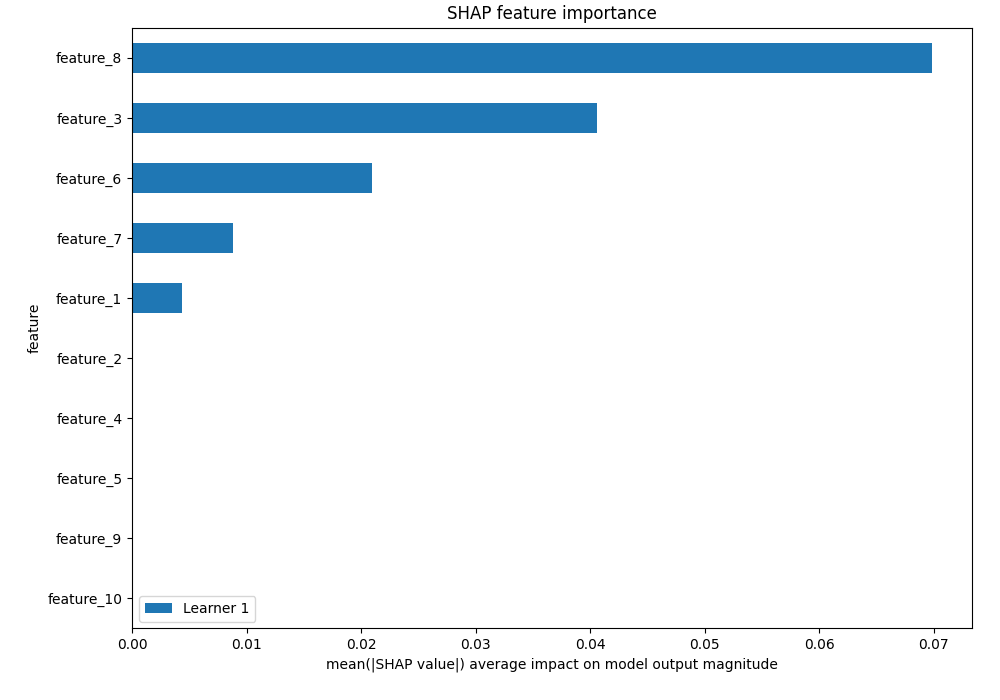 SHAP feature importance
feature_8
feature_3
feature_6
feature_7
feature_1
feature_2
feature_4
feature_5
feature_9
feature_10
feature
Learner 1
0.00 0.01 0.02 0.03 0.04 0.05 0.06 0.07
mean(|SHAP value|) average impact on model output magnitude